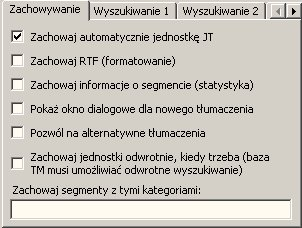 Zachowywanie Wyszukiwanie 1 Wyszukiwanie 2
Zachowaj automatycznie jednostkę JT
Zachowaj RTF (formatowanie)
Zachowaj informacje o segmencie (statystyka)
Pokaż okno dialogowe dla nowego tłumaczenia
Pozwól na alternatywne tłumaczenia
Zachowaj jednostki odwrotnie, kiedy trzeba (baza
TM musi umożliwiać odwrotne wyszukiwanie)
Zachowaj segmenty z tymi kategoriami: